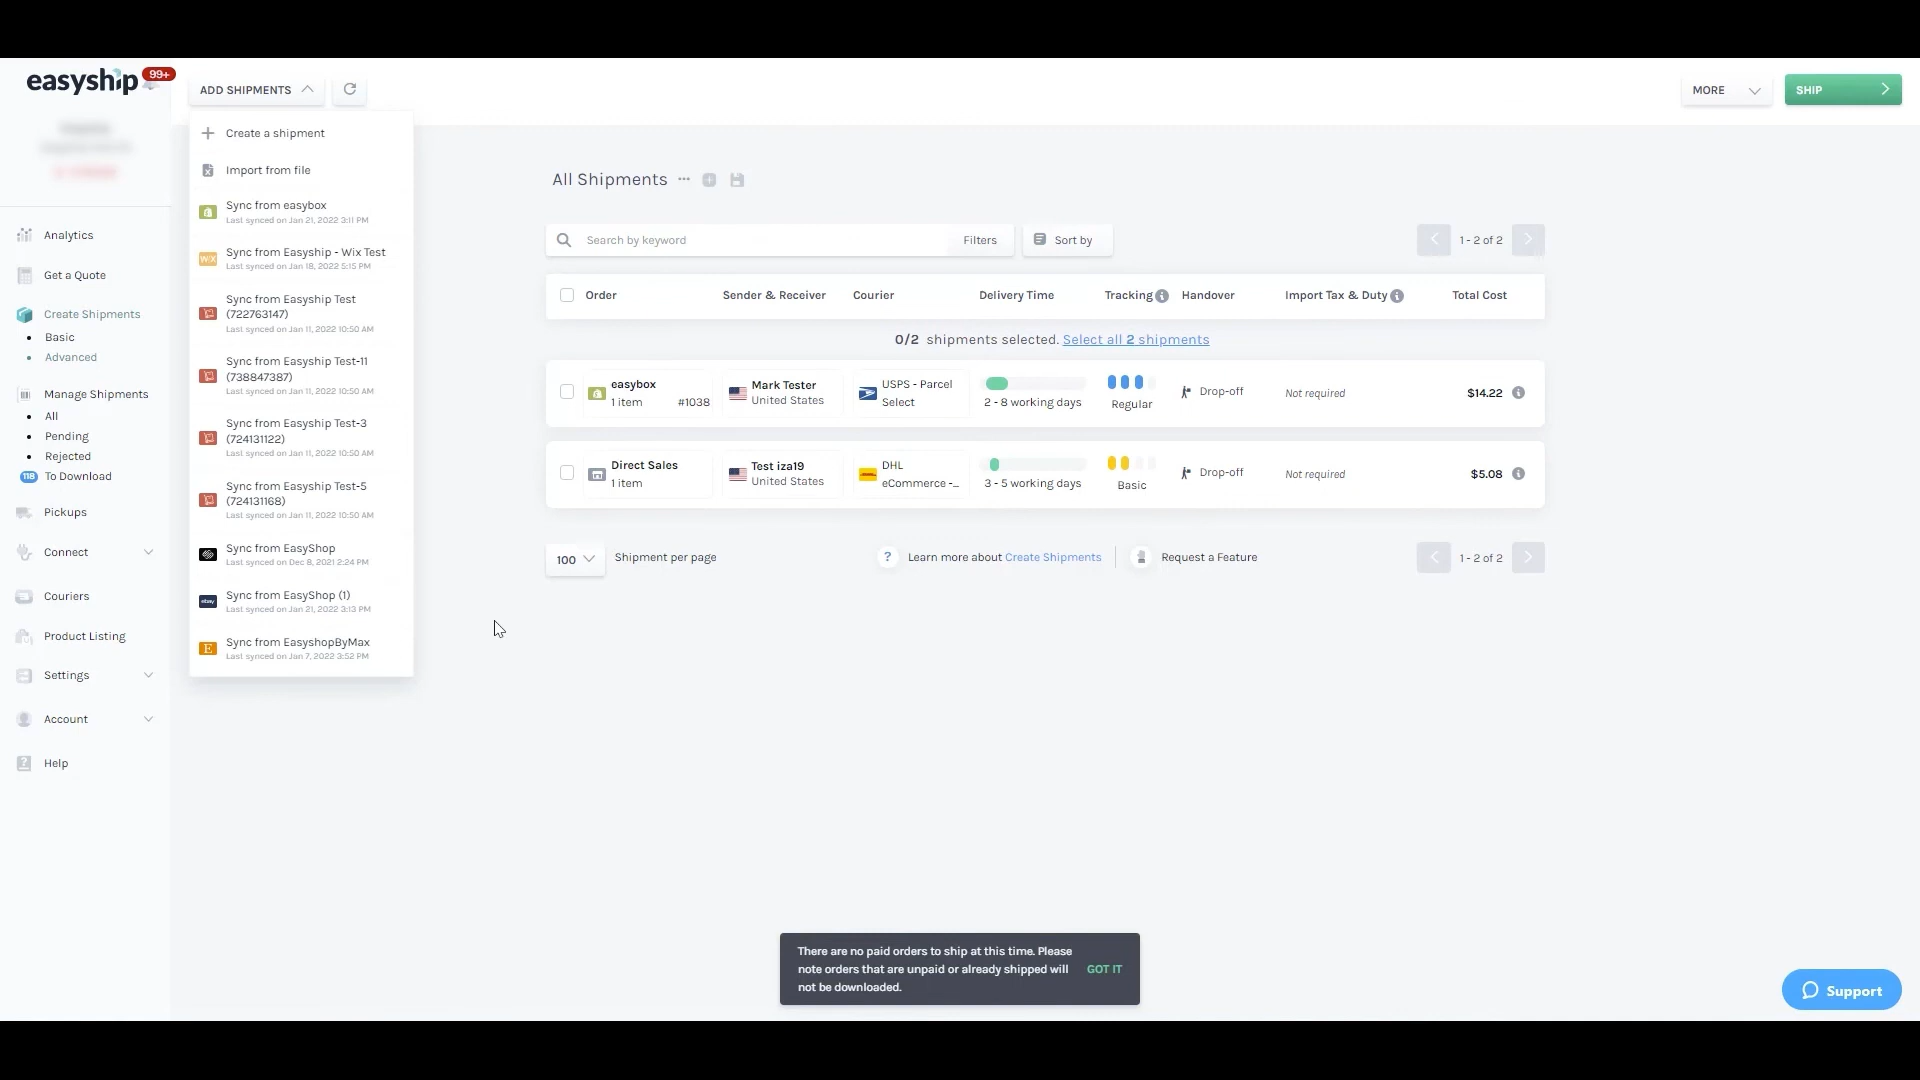 easyship
99+
ADD SHIPMENTS
MORE
SHIP
Create a shipment
Import from file
Sync from easybox
Last synced on Jan 21, 2022 3:11 PM
WIX
Sync from Easyship - Wix Test
Last synced on Jan 18, 2022 5:15 PM
Sync from Easyship Test
(722763147)
Last synced on Jan 11, 2022 10:50 AM
Sync from Easyship Test-11
(738847387)
Last synced on Jan 11, 2022 10:50 AM
Sync from Easyship Test-3
(724131122)
Last synced on Jan 11, 2022 10:50 AM
Sync from Easyship Test-5
(724131168)
Last synced on Jan 11, 2022 10:50 AM
Sync from EasyShop
Last synced on Dec 8, 2021 2:24 PM
ebay
Sync from EasyShop (1)
Last synced on Jan 21, 2022 3:13 PM
E
Sync from EasyshopByMax
Last synced on Jan 7, 2022 3:52 PM
Analytics
Get a Quote
Create Shipments
Basic
Advanced
Manage Shipments
All
Pending
Rejected
118 To Download
Pickups
Connect
Couriers
Product Listing
Settings
Account
Help
All Shipments
Search by keyword
Filters
Sort by
1 - 2 of 2
Order Sender & Receiver Courier Delivery Time Tracking Handover Import Tax & Duty Total Cost
0/2 shipments selected. Select all 2 shipments
easybox
1 item #1038
Mark Tester
United States
USPS - Parcel
Select
2 - 8 working days
Regular
Drop-off
Not required
$14.22
Direct Sales
1 item
Test iza19
United States
DHL
eCommerce -...
3 - 5 working days
Basic
Drop-off
Not required
$5.08
100
Shipment per page
? Learn more about Create Shipments
Request a Feature
1 - 2 of 2
There are no paid orders to ship at this time. Please
note orders that are unpaid or already shipped will
not be downloaded.
GOT IT
Support